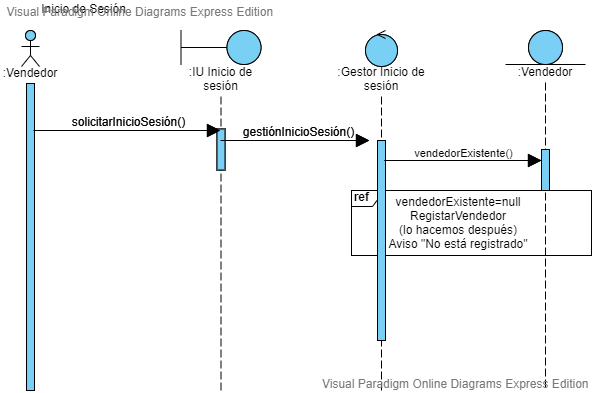 Inicio de Sesión
Visual Paradigm Online Diagrams Express Edition
:Vendedor
:IU Inicio de
sesión
:Gestor Inicio de
sesión
:Vendedor
solicitarInicioSesión()
gestiónInicioSesión()
vendedorExistente()
ref
vendedorExistente=null
RegistarVendedor
(lo hacemos después)
Aviso "No está registrado"
Visual Paradigm Online Diagrams Express Edition